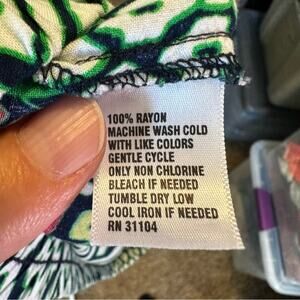 100% RAYON
MACHINE WASH COLD
WITH LIKE COLORS
GENTLE CYCLE
ONLY NON CHLORINE
BLEACH IF NEEDED
TUMBLE DRY LOW
COOL IRON IF NEEDED
RN 31104